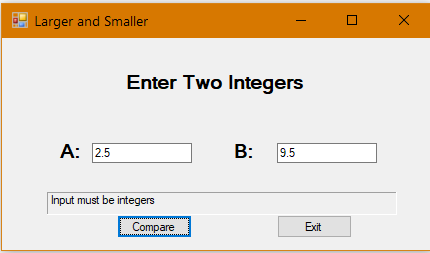 Larger and Smaller
Enter Two Integers
A: 2.5 B: 9.5
Input must be integers
Compare Exit